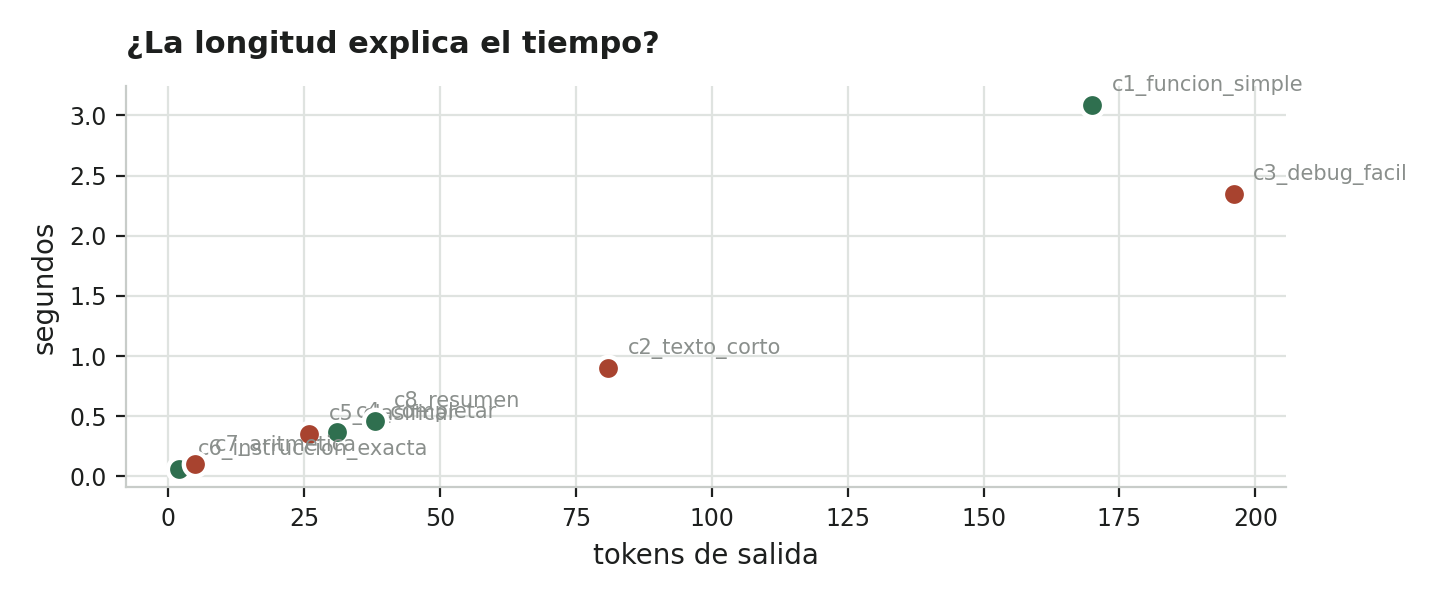 ¿La longitud explica el tiempo?
c1_funcion_simple
3.0
c3_debug_facil
2.5
2.0
segundos
1.5
c2_texto_corto
1.0
c8_resumen
c4_completar
c5_clasificar
0.5
c7_aritmetica
c6_instruccion_exacta
0.0
0 25 50 75 100 125 150 175 200
tokens de salida